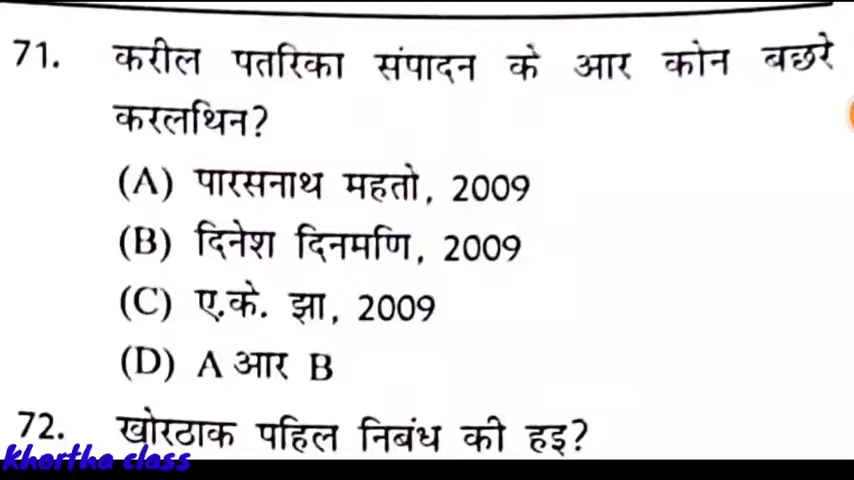 71. करील पतरिका संपादन के आर कोन बछरे
करलथिन?
(A) पारसनाथ महतो, 2009
(B) दिनेश दिनमणि, 2009
(C) ए.के. झा, 2009
(D) A आर B
72. खोरठाक पहिल निबंध की हइ?
Khortha class